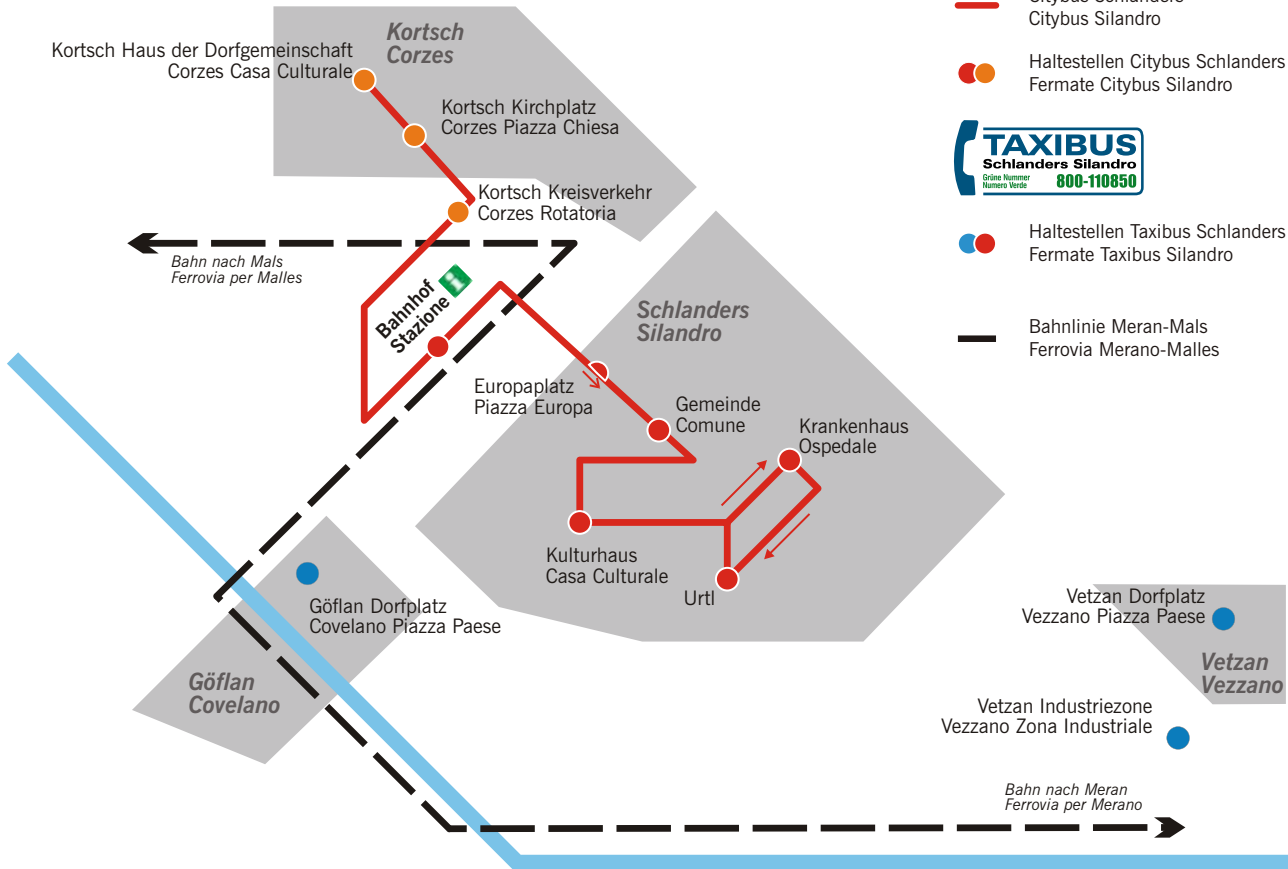 Kortsch
Corzes
Kortsch Haus der Dorfgemeinschaft
Corzes Casa Culturale
Kortsch Kirchplatz
Corzes Piazza Chiesa
Kortsch Kreisverkehr
Corzes Rotatoria
Bahn nach Mals
Ferrovia per Malles
Bahnhof
Stazione
Schlanders
Silandro
Europaplatz
Piazza Europa
Gemeinde
Comune
Krankenhaus
Ospedale
Kulturhaus
Casa Culturale
Urtl
Göflan Dorfplatz
Covelano Piazza Paese
Göflan
Covelano
Vetzan Dorfplatz
Vezzano Piazza Paese
Vetzan
Vezzano
Vetzan Industriezone
Vezzano Zona Industriale
Bahn nach Meran
Ferrovia per Merano
Citybus Schlanders
Citybus Silandro
Haltestellen Citybus Schlanders
Fermate Citybus Silandro
TAXIBUS
Schlanders Silandro
Grüne Nummer
Numero Verde
800-110850
Haltestellen Taxibus Schlanders
Fermate Taxibus Silandro
Bahnlinie Meran-Mals
Ferrovia Merano-Malles